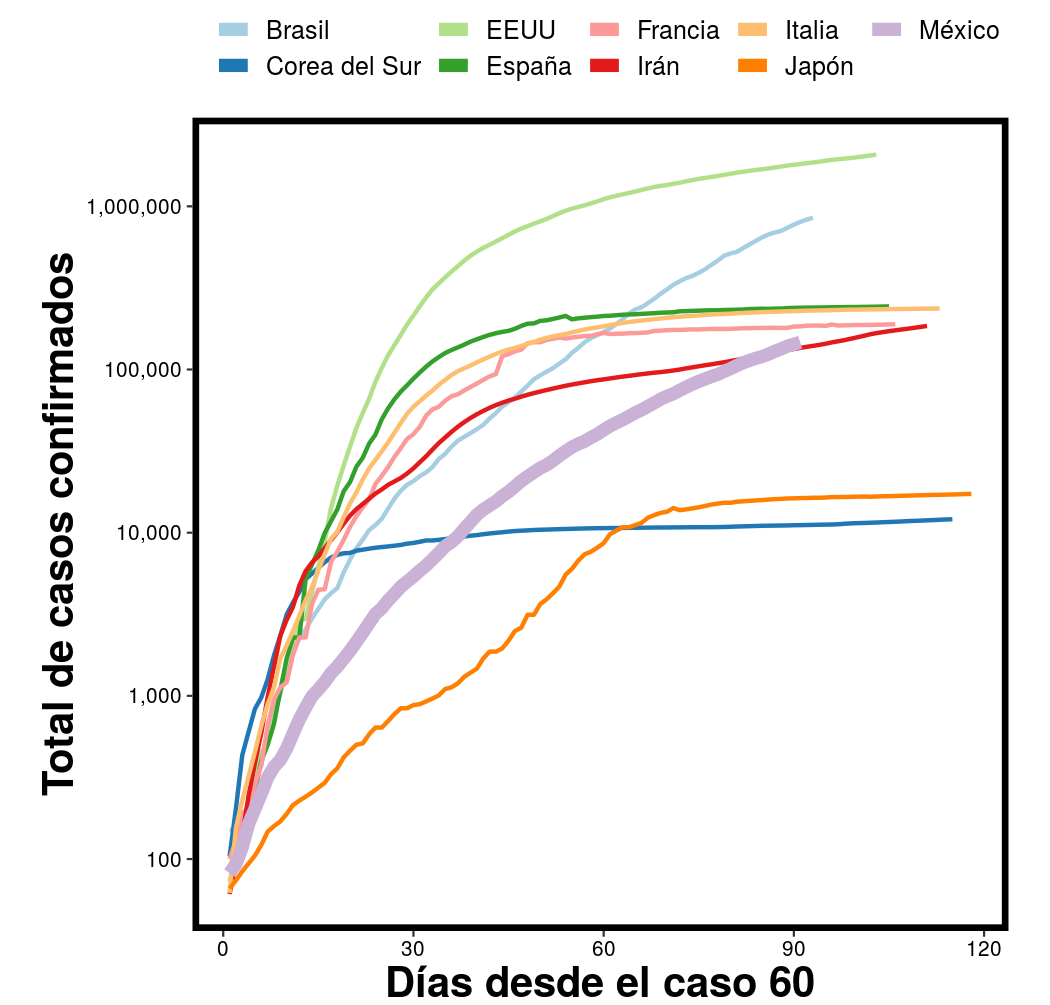 Brasil EEUU Francia Italia México
Corea del Sur España Irán Japón
1,000,000
100,000
10,000
1,000
100
Total de casos confirmados
0 30 60 90 120
Días desde el caso 60